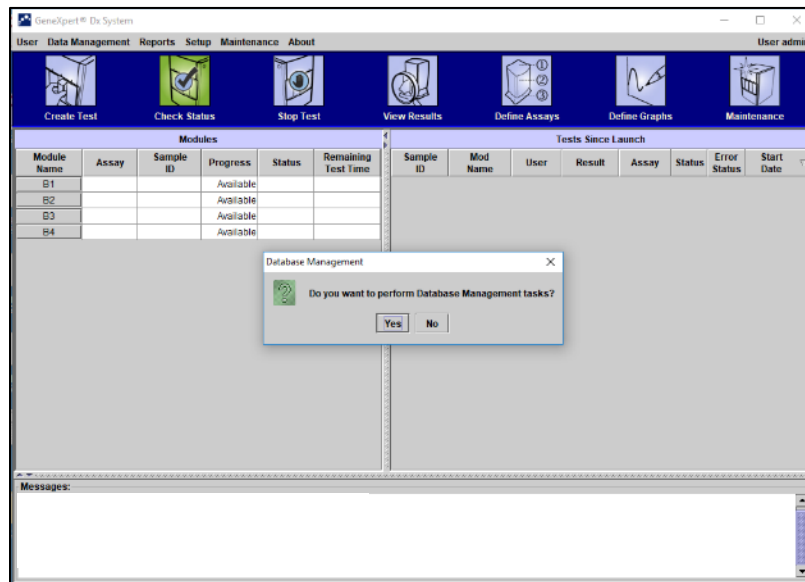 GeneXpert® Dx System
User Data Management Reports Setup Maintenance About User admin
Create Test Check Status Stop Test View Results Define Assays Define Graphs Maintenance
Modules
Module Name Assay Sample ID Progress Status Remaining Test Time
B1 Available
B2 Available
B3 Available
B4 Available
Tests Since Launch
Sample ID Mod Name User Result Assay Status Error Status Start Date
Database Management
Do you want to perform Database Management tasks?
Yes No
Messages: